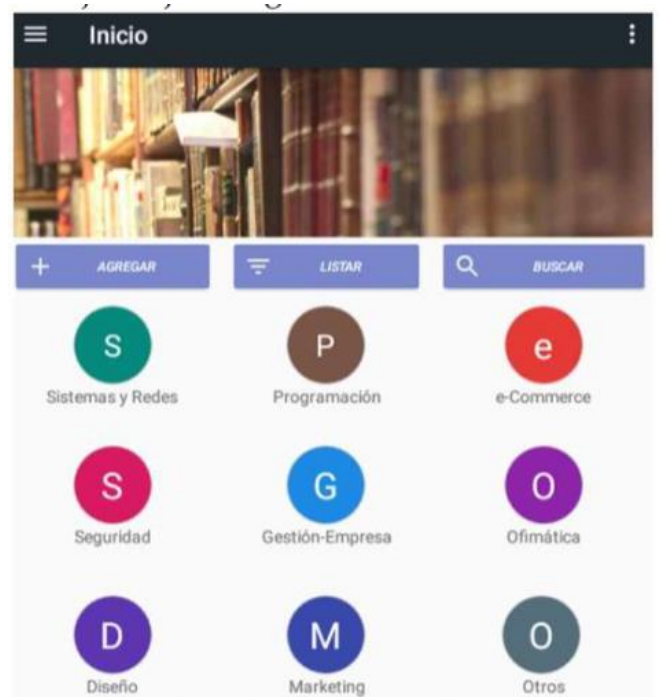 Inicio
AGREGAR LISTAR BUSCAR
S P e
Sistemas y Redes Programación e-Commerce
S G O
Seguridad Gestión-Empresa Ofimática
D M O
Diseño Marketing Otros